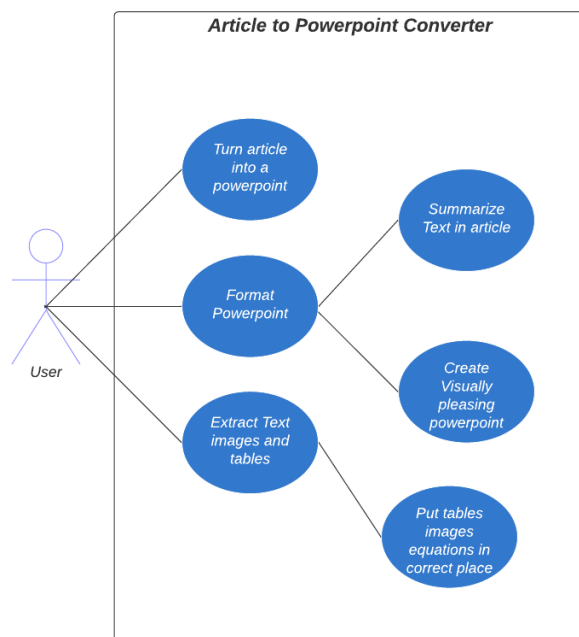 Article to Powerpoint Converter
Turn article
into a
powerpoint
Summarize
Text in article
Format
Powerpoint
User
Create
Visually
pleasing
powerpoint
Extract Text
images and
tables
Put tables
images
equations in
correct place